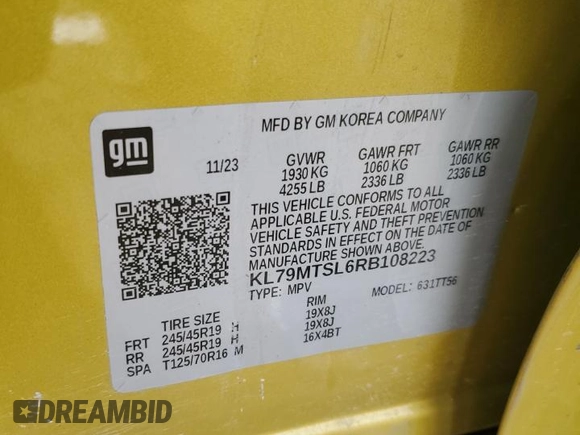 gm
MFD BY GM KOREA COMPANY
11/23
GVWR GAWR FRT GAWR RR
1930 KG 1060 KG 1060 KG
4255 LB 2336 LB 2336 LB
THIS VEHICLE CONFORMS TO ALL
APPLICABLE U.S. FEDERAL MOTOR
VEHICLE SAFETY AND THEFT PREVENTION
STANDARDS IN EFFECT ON THE DATE OF
MANUFACTURE SHOWN ABOVE.
KL79MTSL6RB108223
TYPE: MPV MODEL: 631TT56
TIRE SIZE RIM
FRT 245/45R19 H 19X8J
RR 245/45R19 H 19X8J
SPA T125/70R16 M 16X4BT
DREAMBID